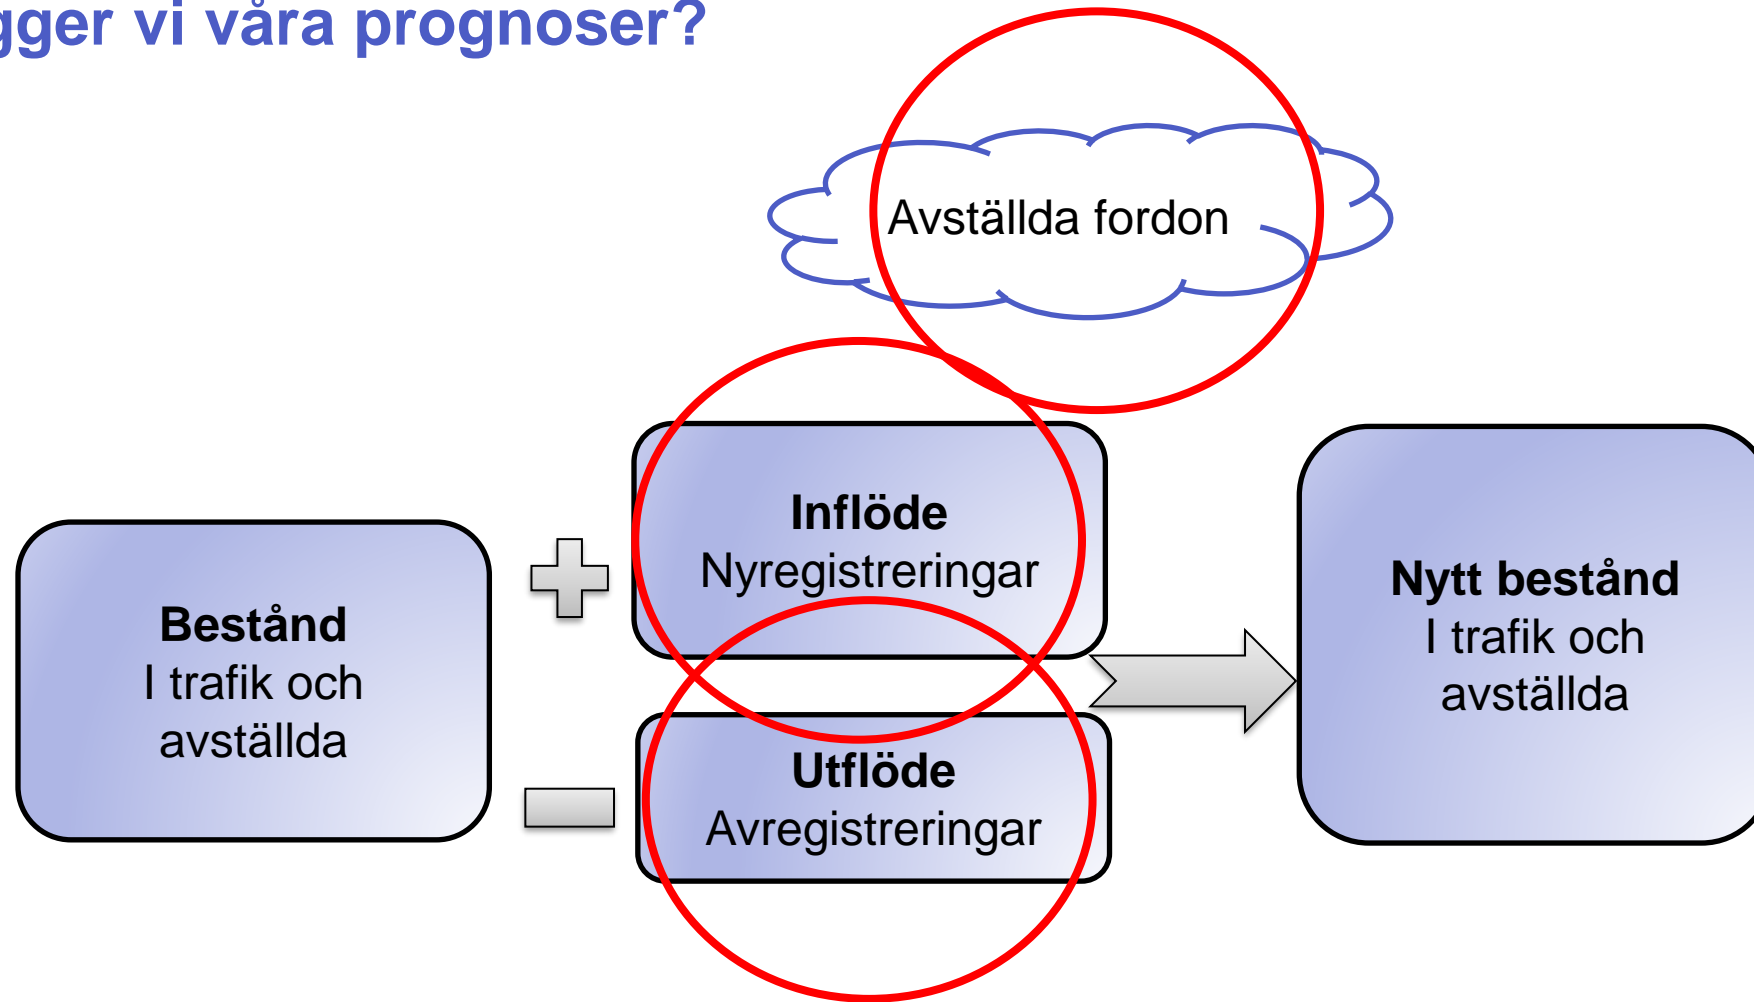 gger vi våra prognoser?
Avställda fordon
Inflöde
Nyregistreringar
Bestånd
I trafik och
avställda
Utflöde
Avregistreringar
Nytt bestånd
I trafik och
avställda